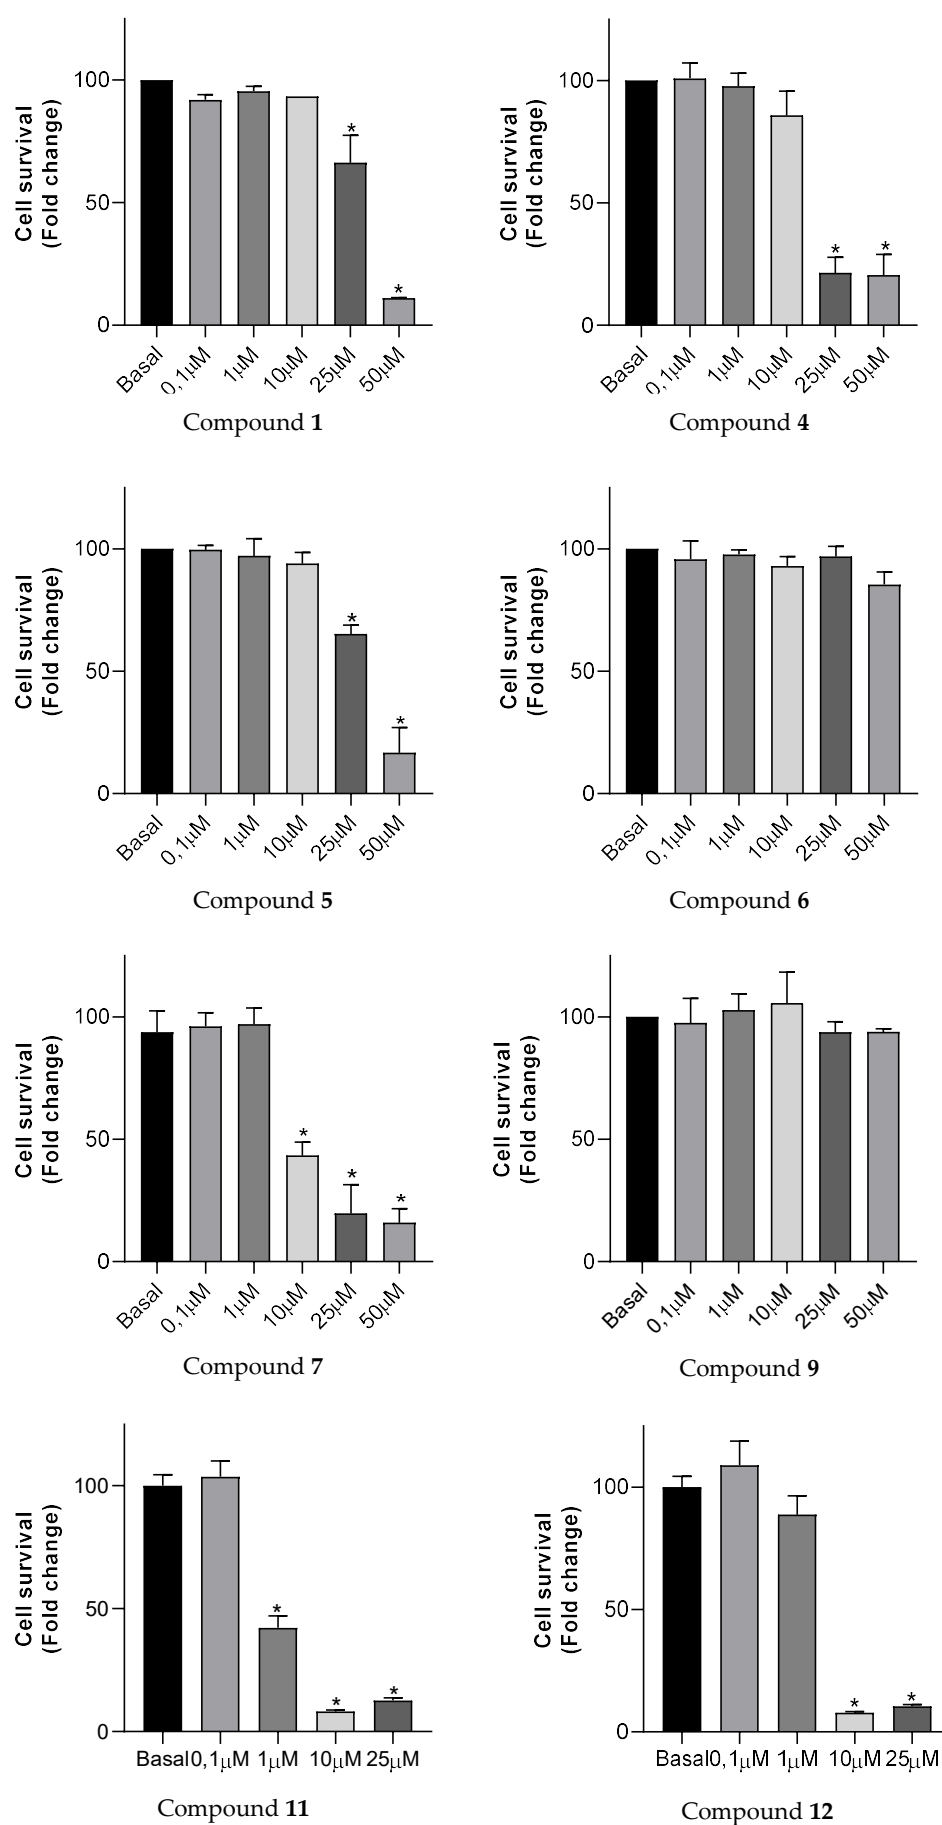 Cell survival
(Fold change)
100
50
0
Basal
0,1µM
1µM
10µM
25µM
50µM
*
*
Compound 1
Cell survival
(Fold change)
100
50
0
Basal
0,1µM
1µM
10µM
25µM
50µM
*
*
Compound 4
Cell survival
(Fold change)
100
50
0
Basal
0,1µM
1µM
10µM
25µM
50µM
*
*
Compound 5
Cell survival
(Fold change)
100
50
0
Basal
0,1µM
1µM
10µM
25µM
50µM
Compound 6
Cell survival
(Fold change)
100
50
0
Basal
0,1µM
1µM
10µM
25µM
50µM
*
*
*
Compound 7
Cell survival
(Fold change)
100
50
0
Basal
0,1µM
1µM
10µM
25µM
50µM
Compound 9
Cell survival
(Fold change)
100
50
0
*
*
*
Basal 0,1µM 1µM 10µM 25µM
Compound 11
Cell survival
(Fold change)
100
50
0
*
*
Basal 0,1µM 1µM 10µM 25µM
Compound 12